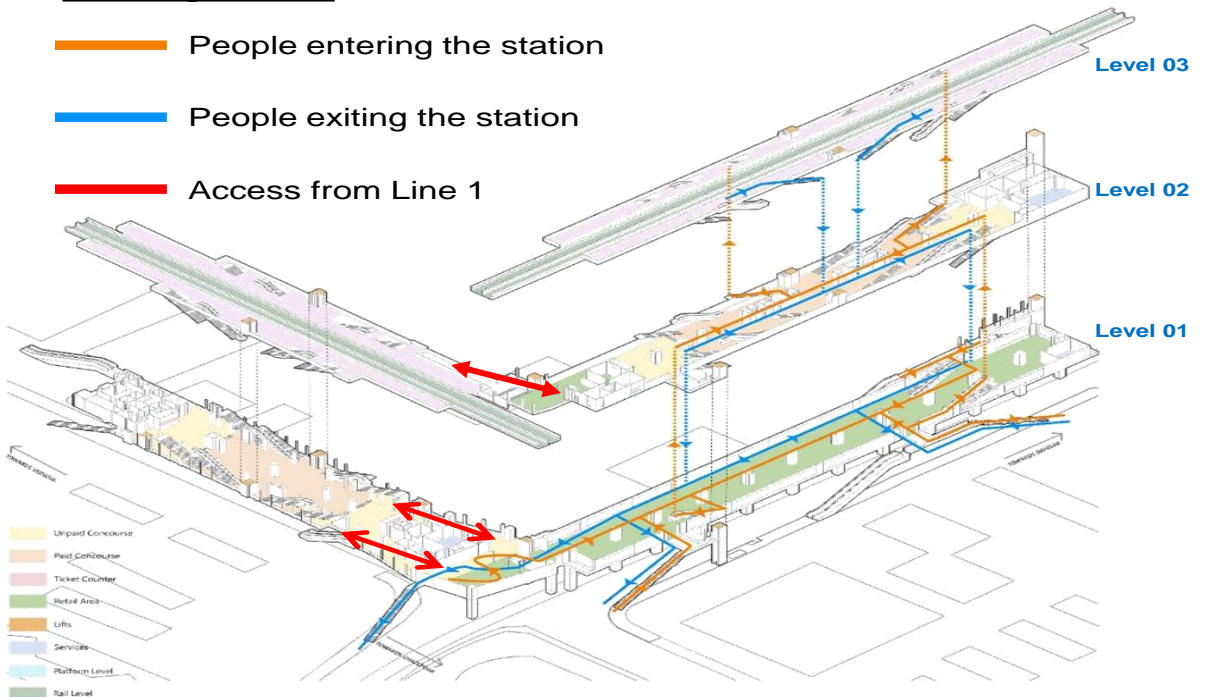 People entering the station
People exiting the station
Access from Line 1
Level 03
Level 02
Level 01
Unpaid Concourse
Paid Concourse
Ticket Counter
Retail Area
Lifts
Services
Platform Level
Rail Level